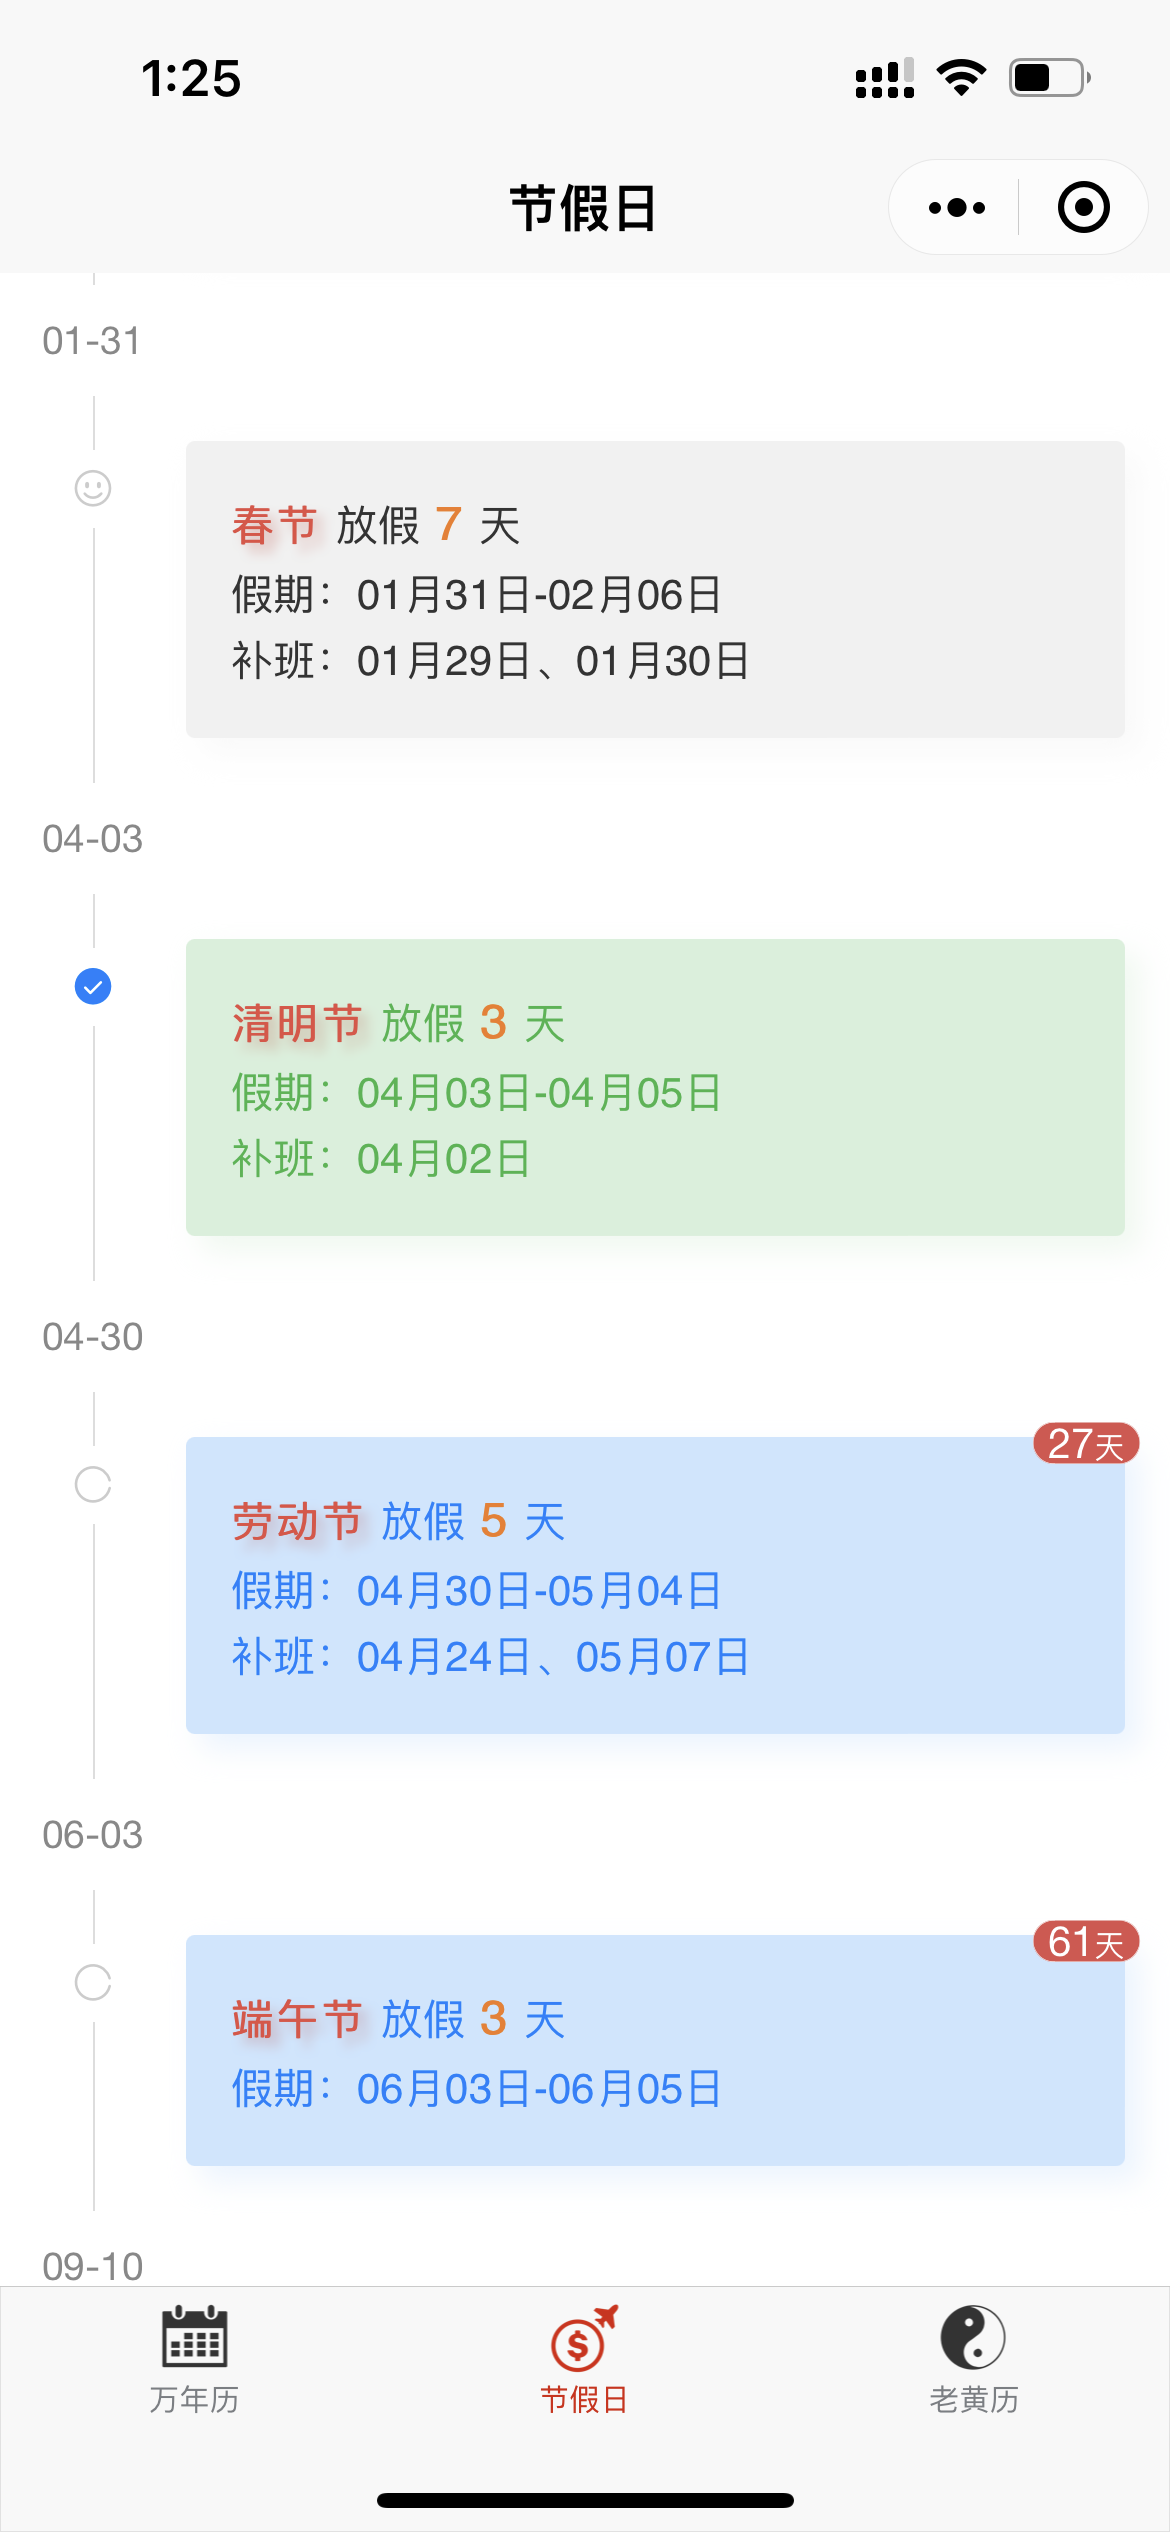 1:25
节假日
01-31
春节 放假 7 天
假期：01月31日-02月06日
补班：01月29日、01月30日
04-03
清明节 放假 3 天
假期：04月03日-04月05日
补班：04月02日
04-30
27天
劳动节 放假 5 天
假期：04月30日-05月04日
补班：04月24日、05月07日
06-03
61天
端午节 放假 3 天
假期：06月03日-06月05日
09-10
万年历
节假日
老黄历